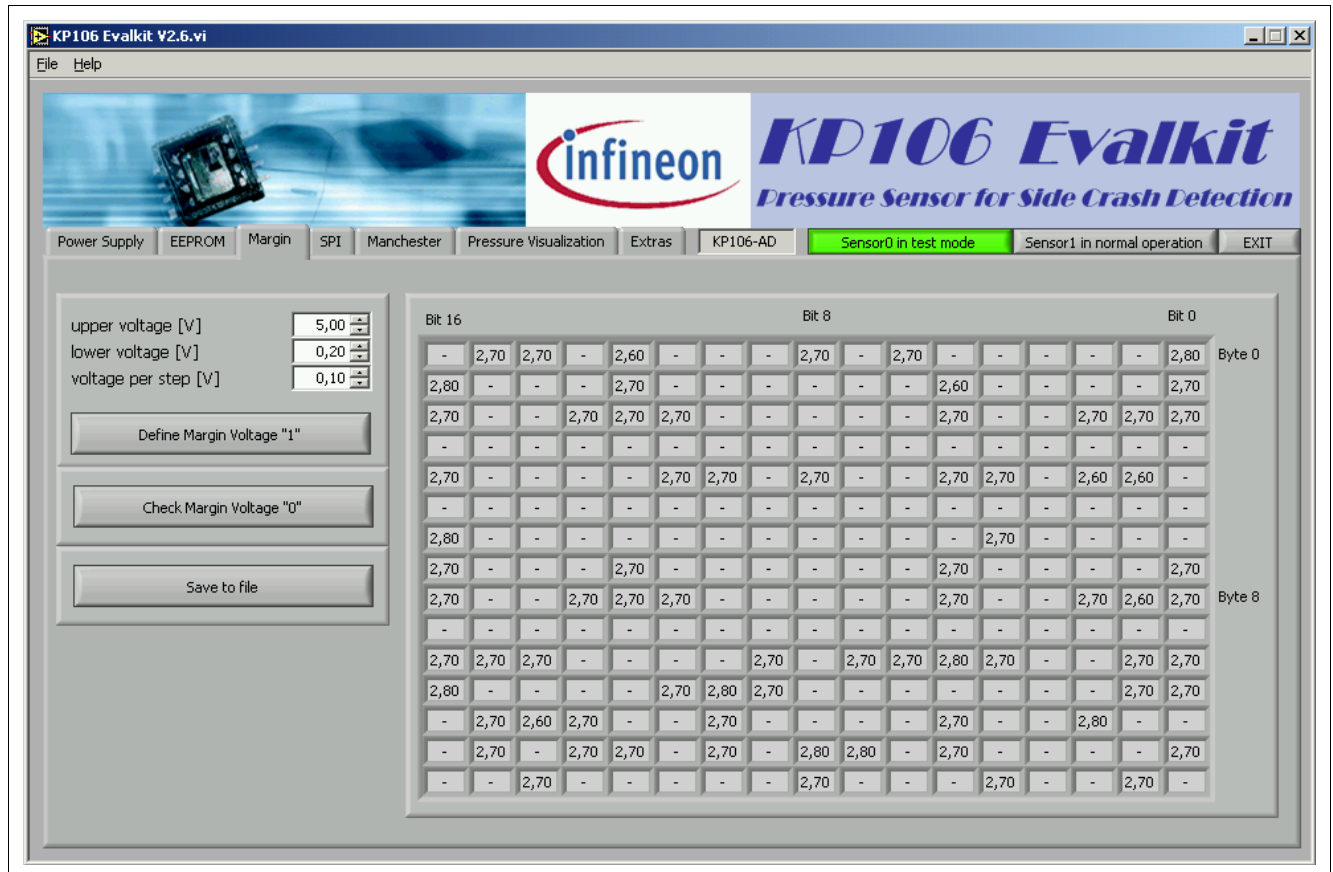 KP106 Evalkit V2.6.vi
File Help
infineon
KP106 Evalkit
Pressure Sensor for Side Crash Detection
Power Supply EEPROM Margin SPI Manchester Pressure Visualization Extras KP106-AD Sensor0 in test mode Sensor1 in normal operation EXIT
upper voltage [V] 5,00
lower voltage [V] 0,20
voltage per step [V] 0,10
Define Margin Voltage "1"
Check Margin Voltage "0"
Save to file
Bit 16 Bit 8 Bit 0
- 2,70 2,70 - 2,60 - - - 2,70 - 2,70 - - - - - 2,80 Byte 0
2,80 - - - 2,70 - - - - - - 2,60 - - - - 2,70
2,70 - - 2,70 2,70 2,70 - - - - - 2,70 - - 2,70 2,70 2,70
- - - - - - - - - - - - - - - - -
2,70 - - - - 2,70 2,70 - 2,70 - - 2,70 2,70 - 2,60 2,60 -
- - - - - - - - - - - - - - - - -
2,80 - - - - - - - - - - - 2,70 - - - -
2,70 - - - 2,70 - - - - - - 2,70 - - - - 2,70
2,70 - - 2,70 2,70 2,70 - - - - - 2,70 - - 2,70 2,60 2,70 Byte 8
- - - - - - - - - - - - - - - - -
2,70 2,70 2,70 - - - - 2,70 - 2,70 2,70 2,80 2,70 - - 2,70 2,70
2,80 - - - - 2,70 2,80 2,70 - - - - - - - 2,70 2,70
- 2,70 2,60 2,70 - - 2,70 - - - - 2,70 - - 2,80 - -
- 2,70 - 2,70 2,70 - 2,70 - 2,80 2,80 - 2,70 - - - - 2,70
- - 2,70 - - - - - 2,70 - - - 2,70 - - 2,70 -